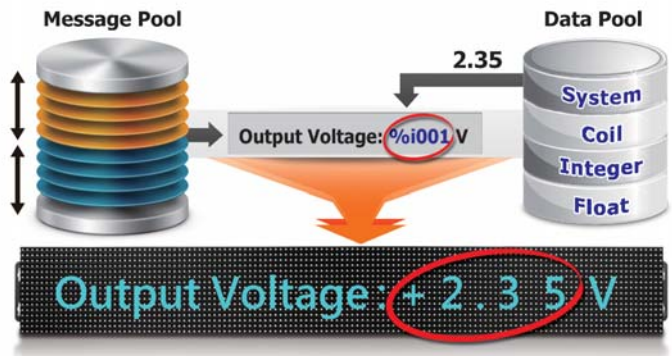 Message Pool
Data Pool
2.35
Output Voltage: %i001 V
System
Coil
Integer
Float
Output Voltage: + 2 . 3 5 V